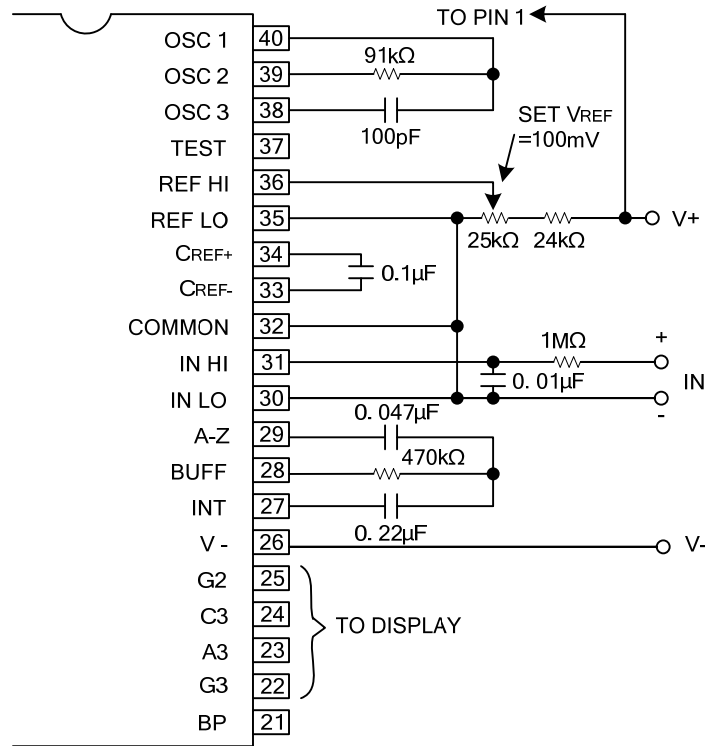 TO PIN 1
OSC 1 40
91kΩ
OSC 2 39
OSC 3 38
100pF
SET VREF
=100mV
TEST 37
REF HI 36
REF LO 35
V+
25kΩ 24kΩ
CREF+ 34
0.1µF
CREF- 33
COMMON 32
1MΩ
+
IN HI 31
0. 01µF
IN
IN LO 30
-
0. 047µF
A-Z 29
470kΩ
BUFF 28
INT 27
0. 22µF
V - 26
V-
G2 25
C3 24
TO DISPLAY
A3 23
G3 22
BP 21